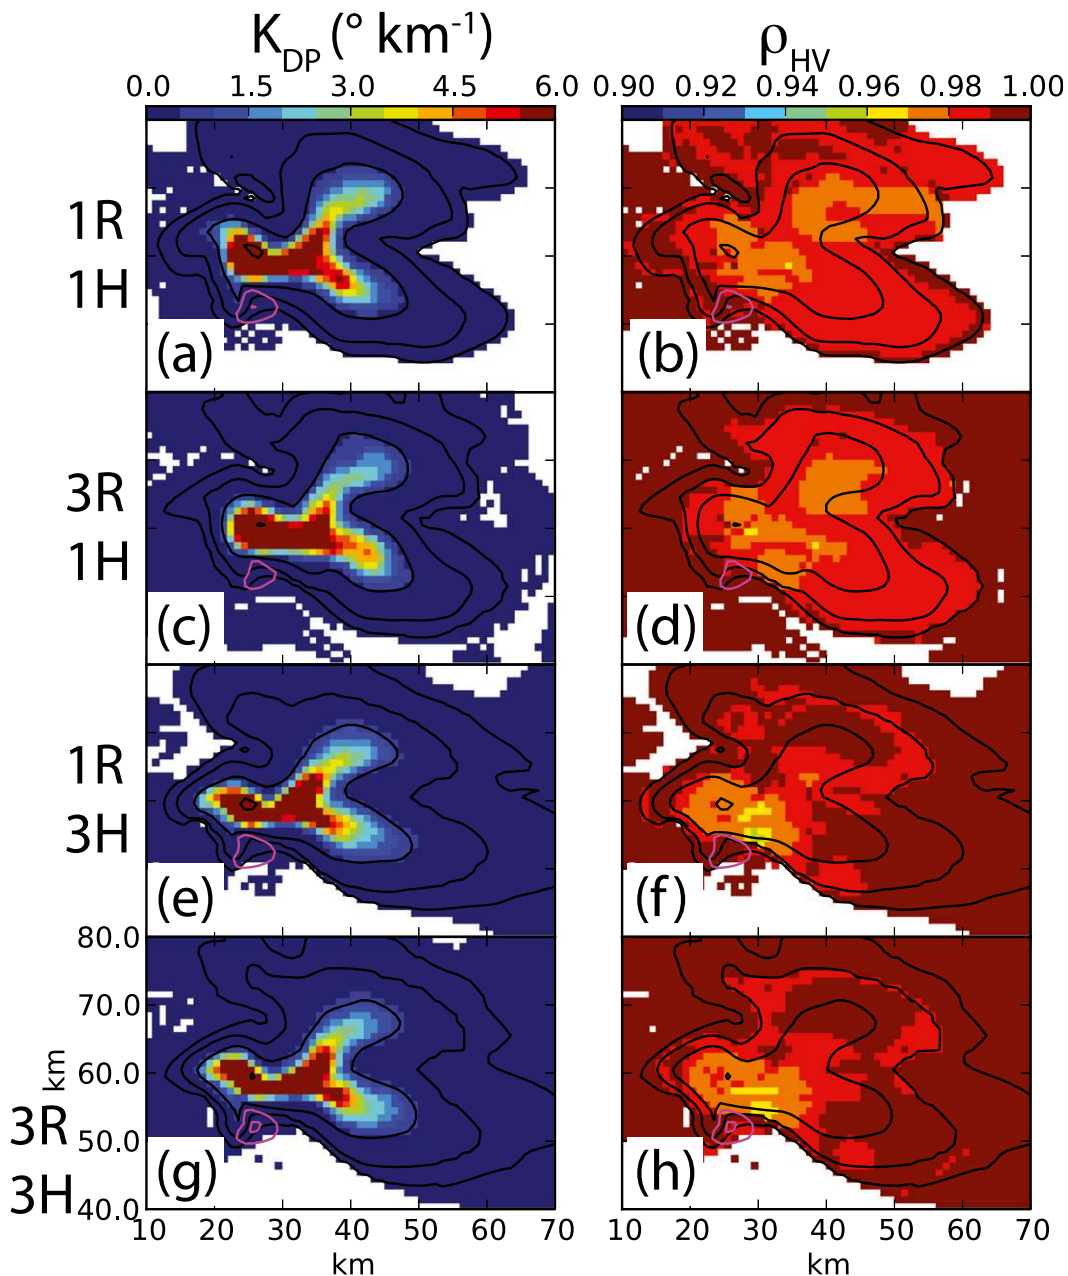 K_DP (° km⁻¹)
ρ_HV
0.0 1.5 3.0 4.5 6.0
0.90 0.92 0.94 0.96 0.98 1.00
1R
1H
(a)
(b)
3R
1H
(c)
(d)
1R
3H
(e)
(f)
80.0
70.0
60.0
50.0
40.0
km
3R
3H
(g)
(h)
10 20 30 40 50 60 70
10 20 30 40 50 60 70
km
km